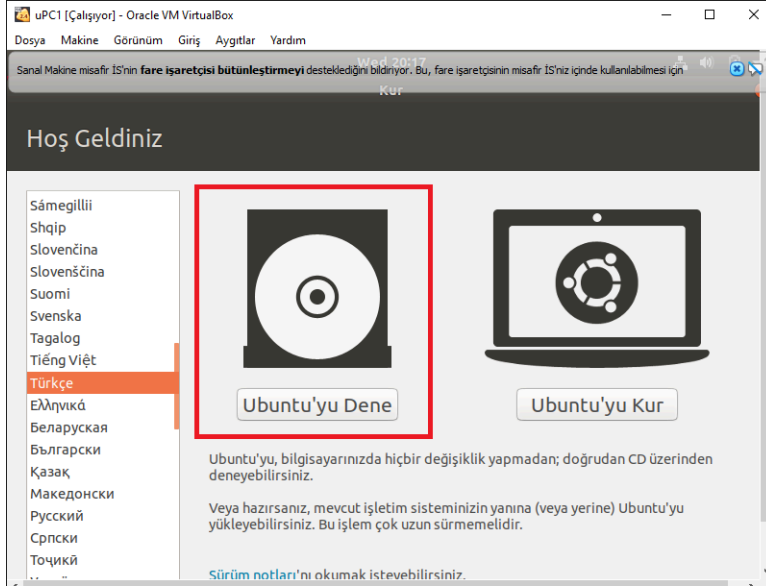 uPC1 [Çalışıyor] - Oracle VM VirtualBox
Dosya Makine Görünüm Giriş Aygıtlar Yardım
Wed 20:17
Sanal Makine misafir İS'nin fare işaretçisi bütünleştirmeyi desteklediğini bildiriyor. Bu, fare işaretçisinin misafir İS'niz içinde kullanılabilmesi için
Kur
Hoş Geldiniz
Sámegillii
Shqip
Slovenčina
Slovenščina
Suomi
Svenska
Tagalog
Tiếng Việt
Türkçe
Ελληνικά
Беларуская
Български
Қазақ
Македонски
Русский
Српски
Тоҷикӣ
Ubuntu'yu Dene
Ubuntu'yu Kur
Ubuntu'yu, bilgisayarınızda hiçbir değişiklik yapmadan; doğrudan CD üzerinden
deneyebilirsiniz.
Veya hazırsanız, mevcut işletim sisteminizin yanına (veya yerine) Ubuntu'yu
yükleyebilirsiniz. Bu işlem çok uzun sürmemelidir.
Sürüm notları'nı okumak isteyebilirsiniz.